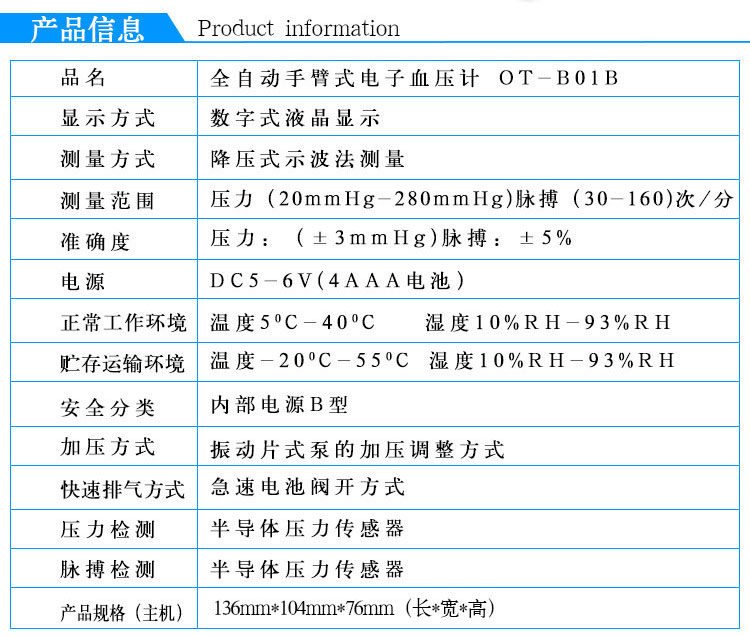 产品信息 Product information
品名 全自动手臂式电子血压计 OT-B01B
显示方式 数字式液晶显示
测量方式 降压式示波法测量
测量范围 压力(20mmHg-280mmHg)脉搏(30-160)次/分
准确度 压力:(±3mmHg)脉搏:±5%
电源 DC5-6V(4AAA电池)
正常工作环境 温度5⁰C-40⁰C 湿度10%RH-93%RH
贮存运输环境 温度-20⁰C-55⁰C 湿度10%RH-93%RH
安全分类 内部电源B型
加压方式 振动片式泵的加压调整方式
快速排气方式 急速电池阀开方式
压力检测 半导体压力传感器
脉搏检测 半导体压力传感器
产品规格(主机) 136mm*104mm*76mm(长*宽*高)